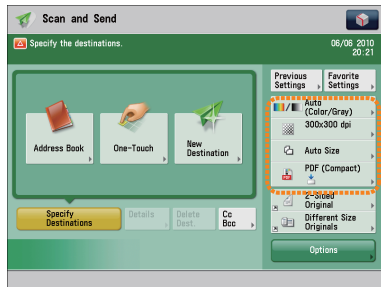 Scan and Send
Specify the destinations.
06/06 2010
20:21
Previous Settings
Favorite Settings
Auto (Color/Gray)
300x300 dpi
Auto Size
PDF (Compact)
2-Sided Original
Different Size Originals
Options
Address Book
One-Touch
New Destination
Specify Destinations
Details
Delete Dest.
Cc Bcc